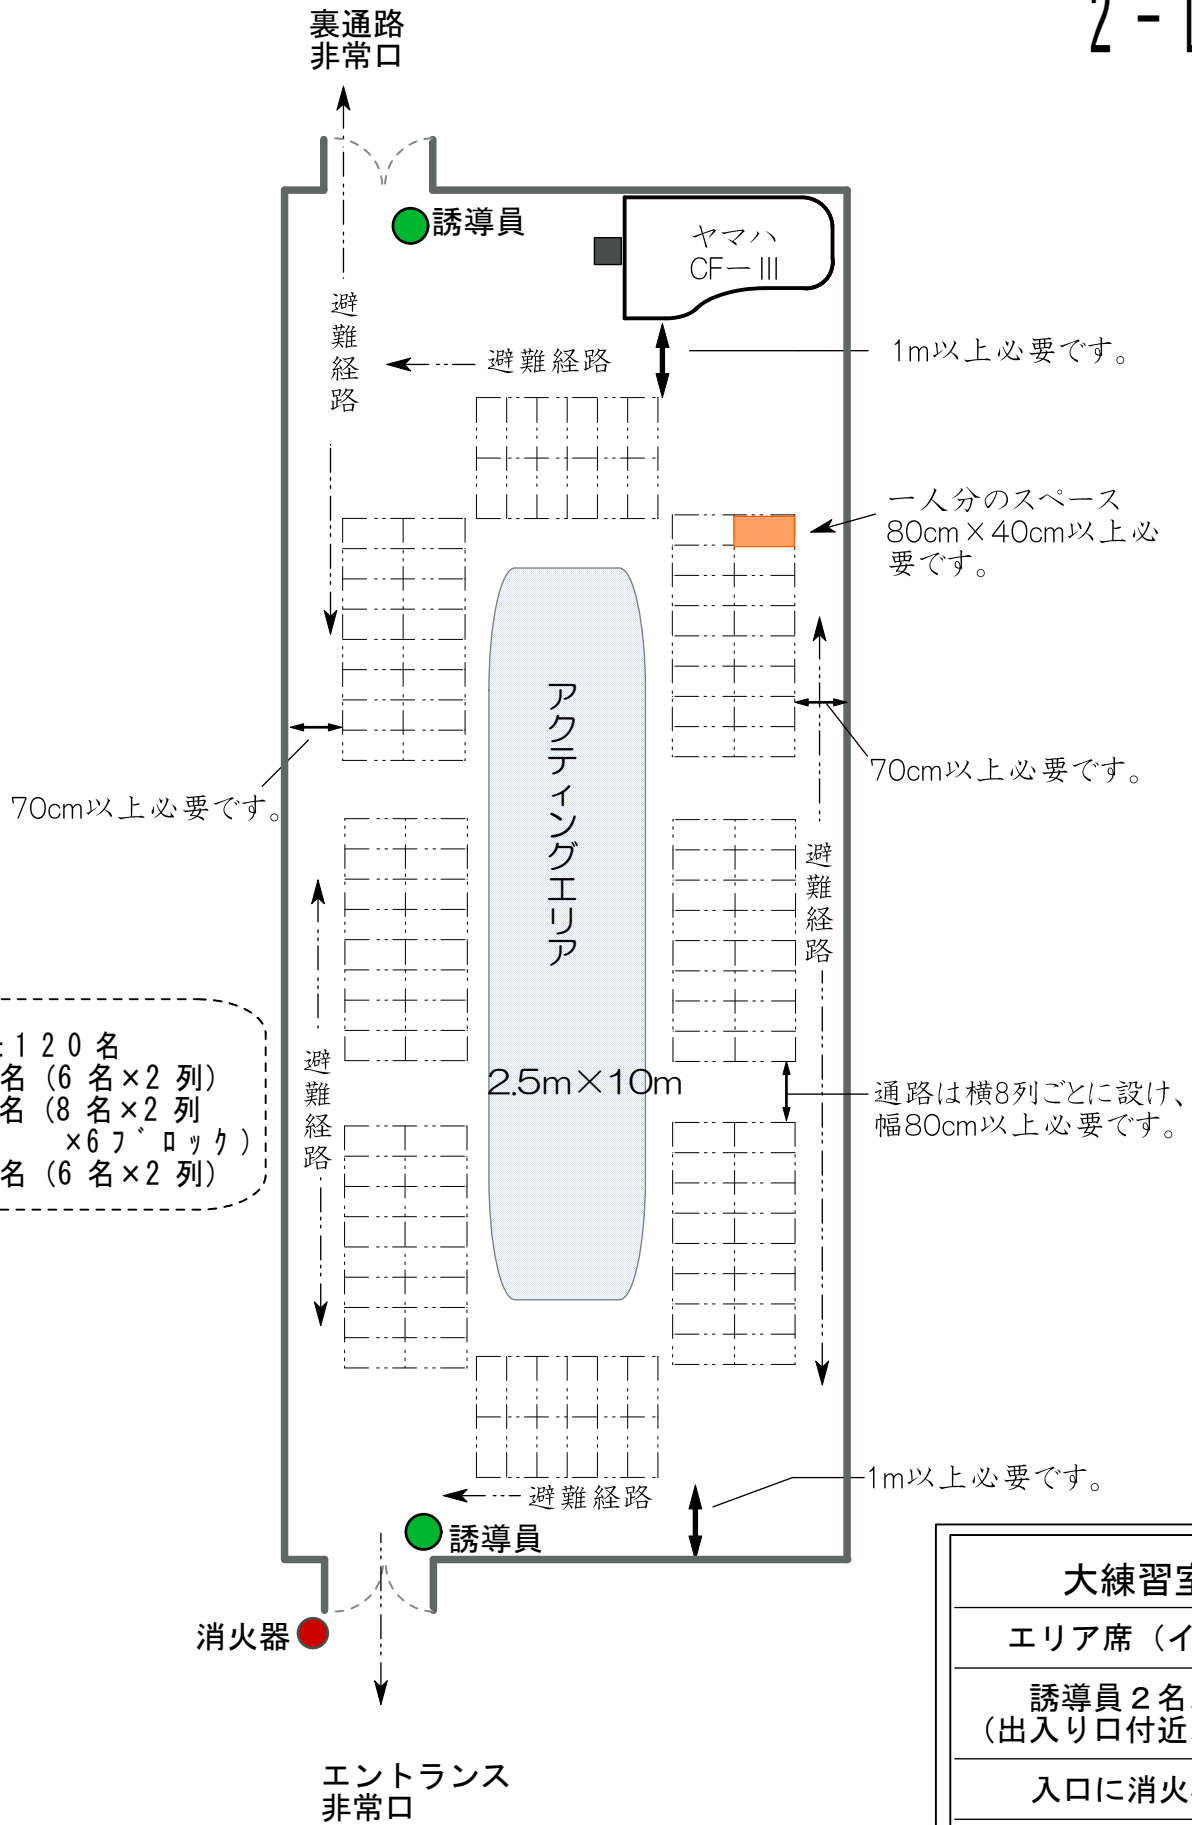 2-
裏通路
非常口
誘導員
ヤマハ
CF－Ⅲ
避難経路
避難経路
1m以上必要です。
一人分のスペース
80cm×40cm以上必
要です。
アクティングエリア
70cm以上必要です。
70cm以上必要です。
避難経路
:120名
名(6名×2列)
名(8名×2列
×6ブロック)
名(6名×2列)
避難経路
2.5m×10m
通路は横8列ごとに設け、
幅80cm以上必要です。
避難経路
1m以上必要です。
誘導員
消火器
エントランス
非常口
大練習室
エリア席（イ
誘導員２名
（出入り口付近
入口に消火